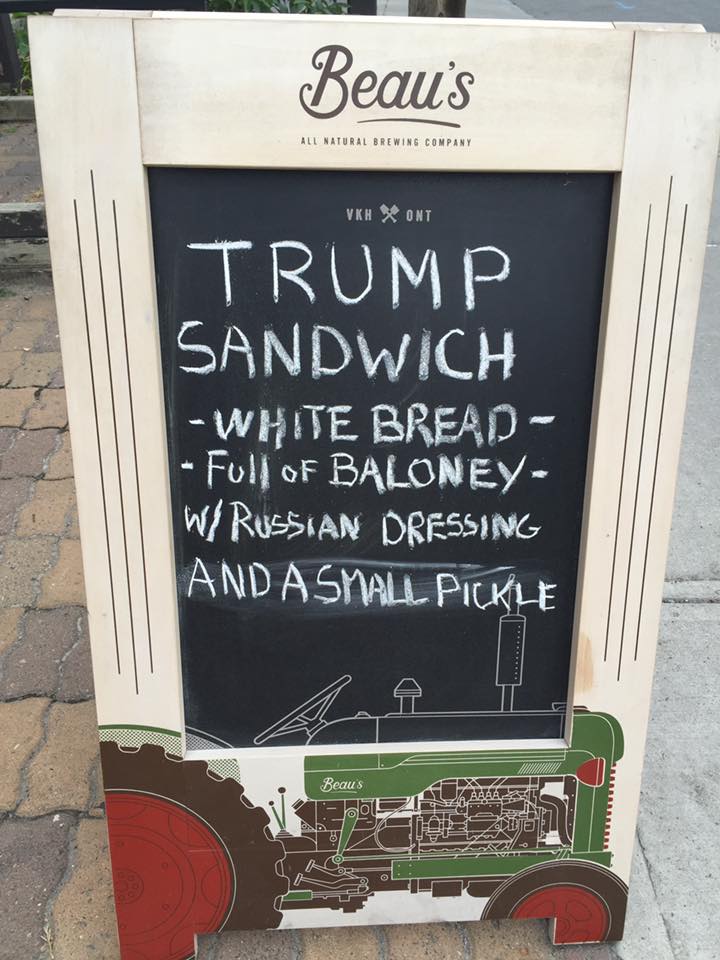 Beau's
ALL NATURAL BREWING COMPANY
VKH ONT
TRUMP
SANDWICH
- WHITE BREAD -
- Full of BALONEY -
W/ RUSSIAN DRESSING
AND A SMALL PICKLE
Beau's